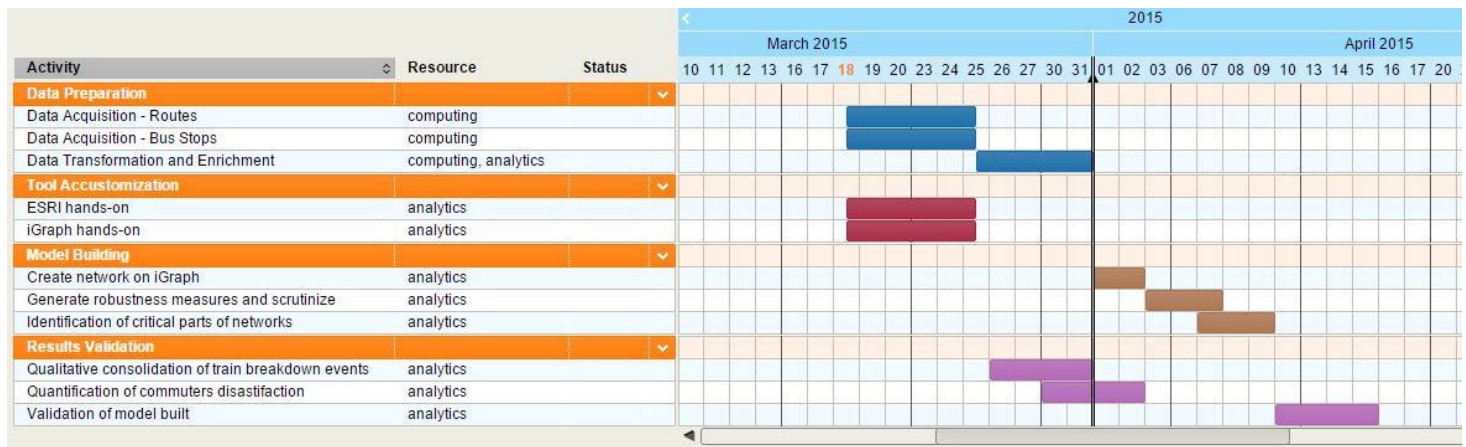 2015
March 2015 April 2015
Activity Resource Status 10 11 12 13 16 17 18 19 20 23 24 25 26 27 30 31 01 02 03 06 07 08 09 10 13 14 15 16 17 20
Data Preparation
Data Acquisition - Routes computing
Data Acquisition - Bus Stops computing
Data Transformation and Enrichment computing, analytics
Tool Accustomization
ESRI hands-on analytics
iGraph hands-on analytics
Model Building
Create network on iGraph analytics
Generate robustness measures and scrutinize analytics
Identification of critical parts of networks analytics
Results Validation
Qualitative consolidation of train breakdown events analytics
Quantification of commuters disastifaction analytics
Validation of model built analytics